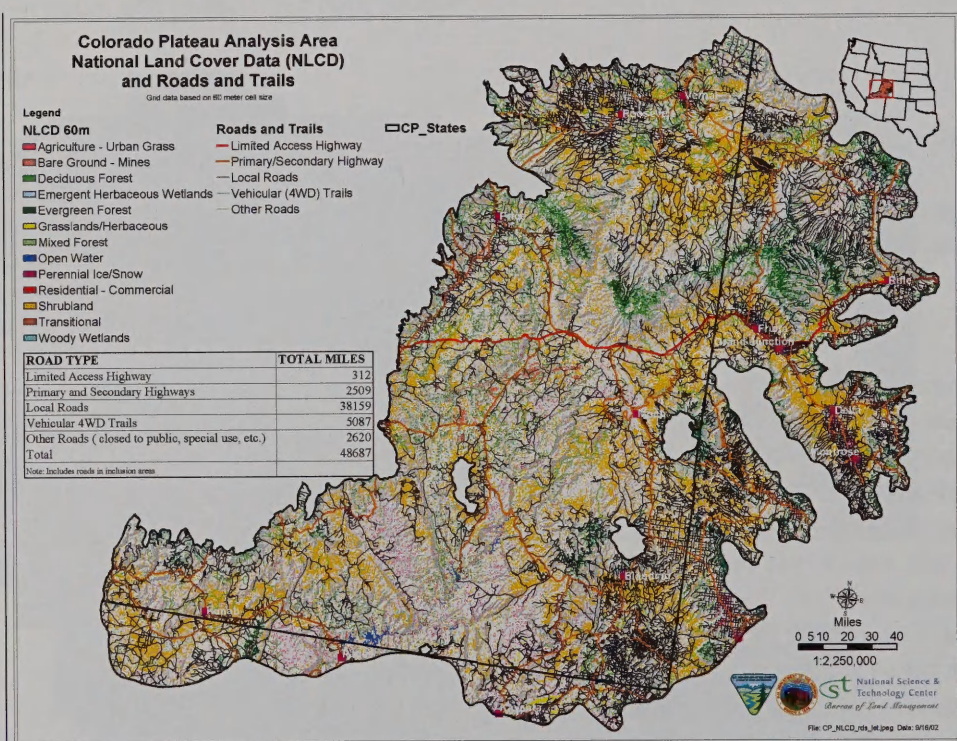 Colorado Plateau Analysis Area
National Land Cover Data (NLCD)
and Roads and Trails
Grid data based on 60 meter cell size
Legend
NLCD 60m
Agriculture - Urban Grass
Bare Ground - Mines
Deciduous Forest
Emergent Herbaceous Wetlands
Evergreen Forest
Grasslands/Herbaceous
Mixed Forest
Open Water
Perennial Ice/Snow
Residential - Commercial
Shrubland
Transitional
Woody Wetlands
Roads and Trails
Limited Access Highway
Primary/Secondary Highway
Local Roads
Vehicular (4WD) Trails
Other Roads
CP_States
ROAD TYPE TOTAL MILES
Limited Access Highway 312
Primary and Secondary Highways 2509
Local Roads 38159
Vehicular 4WD Trails 5087
Other Roads ( closed to public, special use, etc.) 2620
Total 48687
Note: Includes roads in inclusion areas
Grand Junction
Delta
Montrose
N
W E
S
Miles
0 5 10 20 30 40
1:2,250,000
National Science &
Technology Center
Bureau of Land Management
File: CP_NLCD_rds_let.jpeg Date: 9/16/02